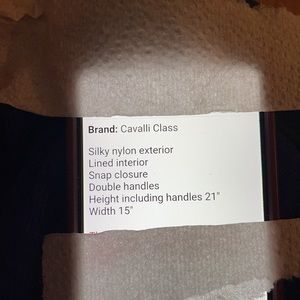 Brand: Cavalli Class
Silky nylon exterior
Lined interior
Snap closure
Double handles
Height including handles 21"
Width 15"